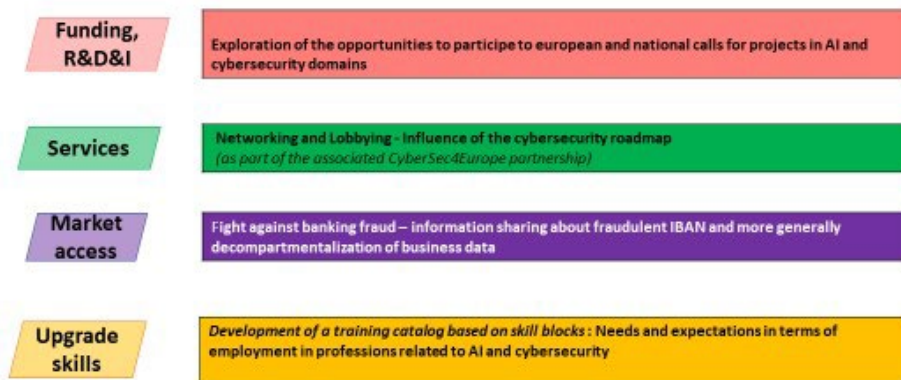 Funding,
R&D&I
Exploration of the opportunities to participe to european and national calls for projects in AI and
cybersecurity domains
Services
Networking and Lobbying - Influence of the cybersecurity roadmap
(as part of the associated CyberSec4Europe partnership)
Market
access
Fight against banking fraud – information sharing about fraudulent IBAN and more generally
decompartmentalization of business data
Upgrade
skills
Development of a training catalog based on skill blocks : Needs and expectations in terms of
employment in professions related to AI and cybersecurity